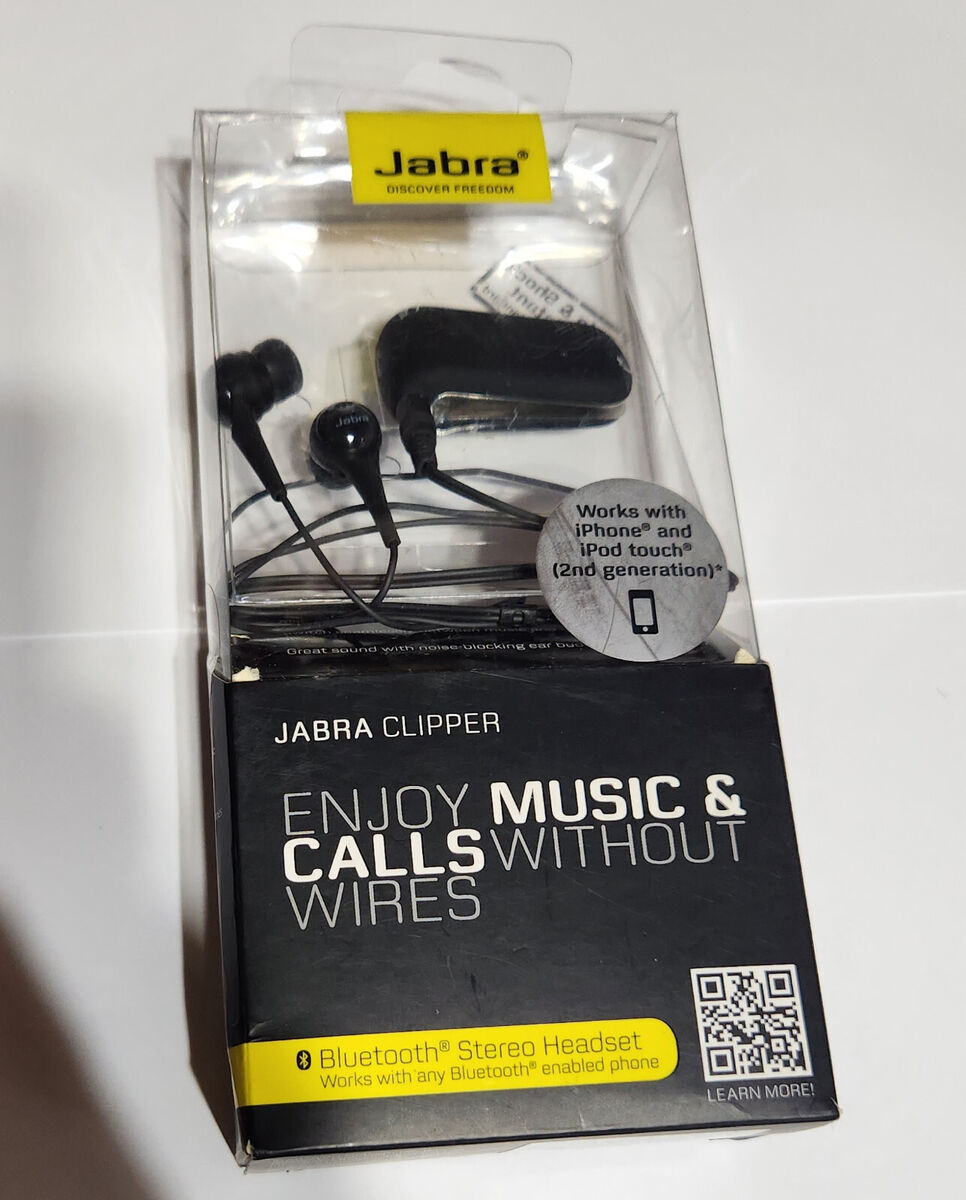 Jabra®
DISCOVER FREEDOM
Jabra
Works with
iPhone® and
iPod touch®
(2nd generation)*
Great sound with noise-blocking ear
JABRA CLIPPER
ENJOY MUSIC &
CALLS WITHOUT
WIRES
Bluetooth® Stereo Headset
Works with any Bluetooth® enabled phone
LEARN MORE!